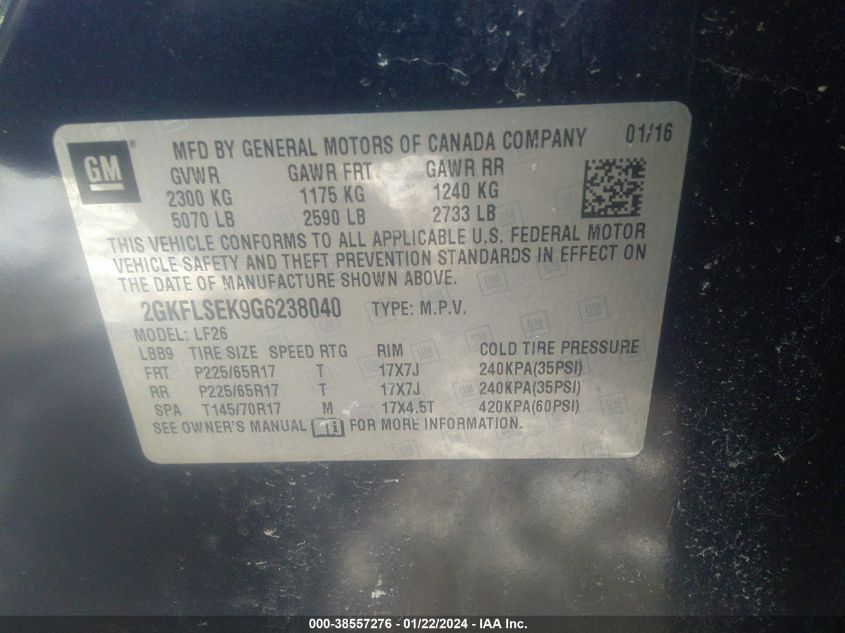 GM
MFD BY GENERAL MOTORS OF CANADA COMPANY 01/16
GVWR GAWR FRT GAWR RR
2300 KG 1175 KG 1240 KG
5070 LB 2590 LB 2733 LB
THIS VEHICLE CONFORMS TO ALL APPLICABLE U.S. FEDERAL MOTOR
VEHICLE SAFETY AND THEFT PREVENTION STANDARDS IN EFFECT ON
THE DATE OF MANUFACTURE SHOWN ABOVE.
2GKFLSEK9G6238040 TYPE: M.P.V.
MODEL: LF26
LBB9 TIRE SIZE SPEED RTG RIM COLD TIRE PRESSURE
FRT P225/65R17 T 17X7J 240KPA(35PSI)
RR P225/65R17 T 17X7J 240KPA(35PSI)
SPA T145/70R17 M 17X4.5T 420KPA(60PSI)
SEE OWNER'S MANUAL i FOR MORE INFORMATION.
000-38557276 - 01/22/2024 - IAA Inc.